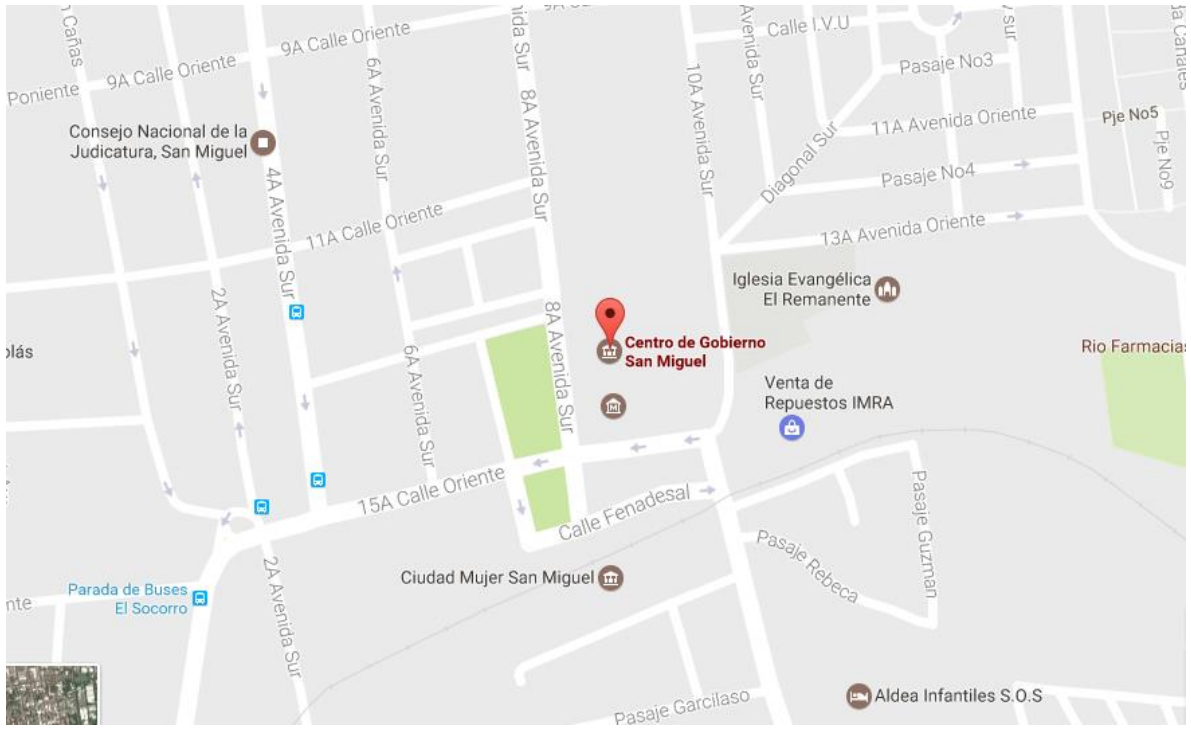 Cañas
9A Calle Oriente
Calle I.V.U
Avenida Sur
Pasaje No3
Poniente
9A Calle Oriente
6A Avenida Sur
8A Avenida Sur
10A Avenida Sur
11A Avenida Oriente
Pje No5
Pje No9
Consejo Nacional de la
Judicatura, San Miguel
4A Avenida Sur
Diagonal Sur
Pasaje No4
11A Calle Oriente
13A Avenida Oriente
2A Avenida Sur
Iglesia Evangélica
El Remanente
8A Avenida Sur
6A Avenida Sur
Centro de Gobierno
San Miguel
Rio Farmacias
Venta de
Repuestos IMRA
15A Calle Oriente
Calle Fenadesal
Pasaje Guzman
Pasaje Rebeca
2A Avenida Sur
Ciudad Mujer San Miguel
Parada de Buses
El Socorro
Aldea Infantiles S.O.S
Pasaje Garcilaso